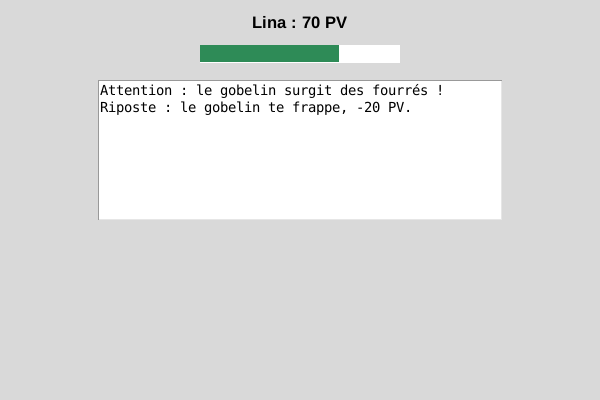 Lina : 70 PV
Attention : le gobelin surgit des fourrés !
Riposte : le gobelin te frappe, -20 PV.